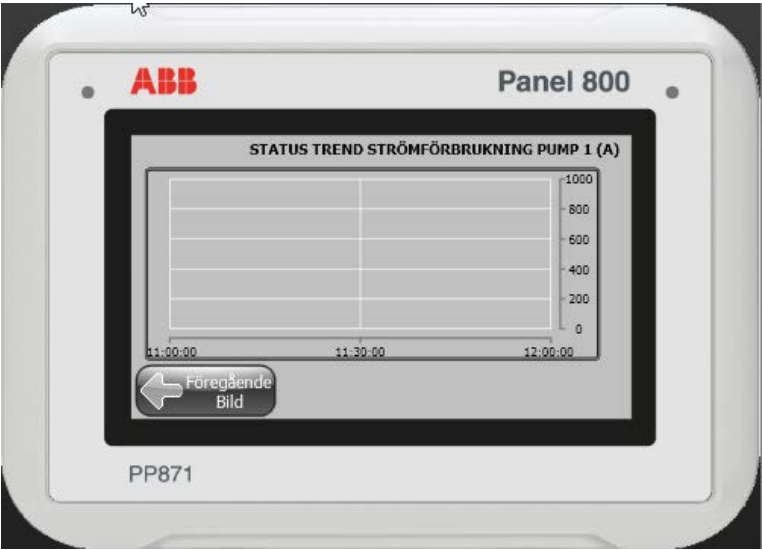 ABB
Panel 800
STATUS TREND STRÖMFÖRBRUKNING PUMP 1 (A)
1000
800
600
400
200
0
11:00:00
11:30:00
12:00:00
Föregående
Bild
PP871